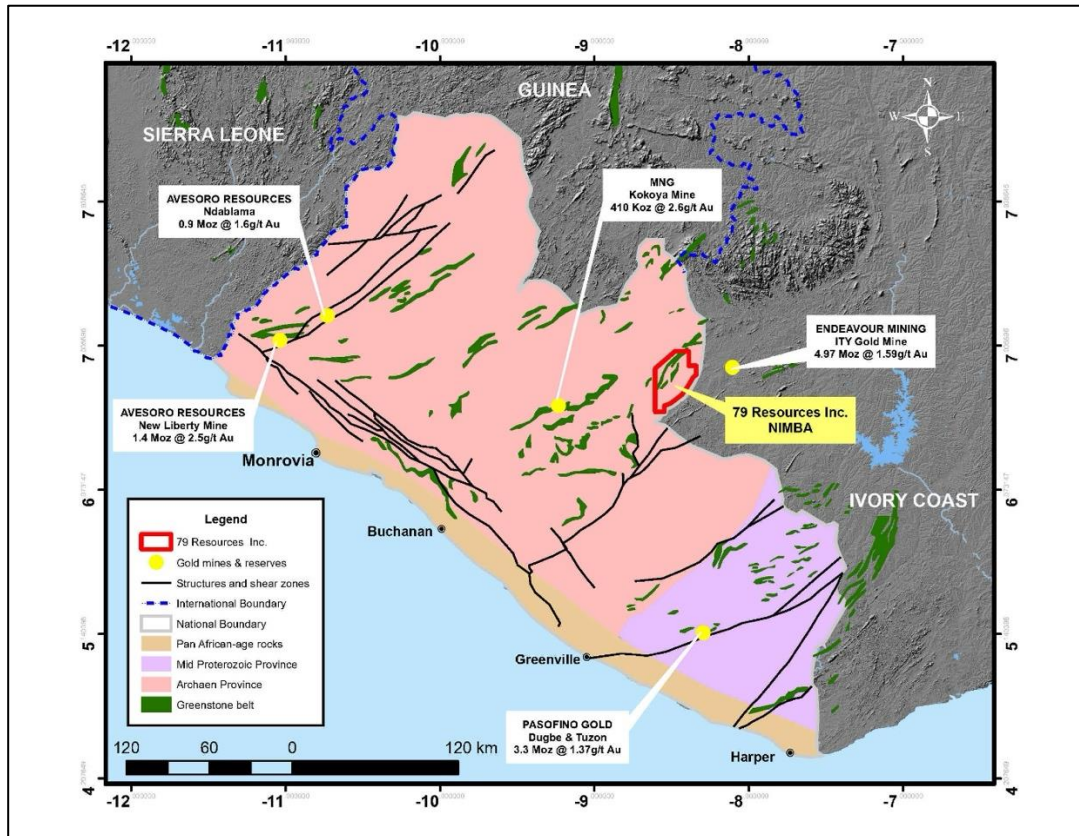 -12
-11
-10
-9
-8
-7
N
W
E
S
GUINEA
SIERRA LEONE
AVESORO RESOURCES
Ndablama
0.9 Moz @ 1.6g/t Au
MNG
Kokoya Mine
410 Koz @ 2.6g/t Au
7
7
ENDEAVOUR MINING
ITY Gold Mine
4.97 Moz @ 1.59g/t Au
7
7
79 Resources Inc.
NIMBA
AVESORO RESOURCES
New Liberty Mine
1.4 Moz @ 2.5g/t Au
Monrovia
6
6
IVORY COAST
Buchanan
Legend
79 Resources Inc.
Gold mines & reserves
Structures and shear zones
International Boundary
National Boundary
Pan African-age rocks
Mid Proterozoic Province
Archaen Province
Greenstone belt
5
5
Greenville
PASOFINO GOLD
Dugbe & Tuzon
3.3 Moz @ 1.37g/t Au
Harper
120
60
0
120 km
4
4
-12
-11
-10
-9
-8
-7